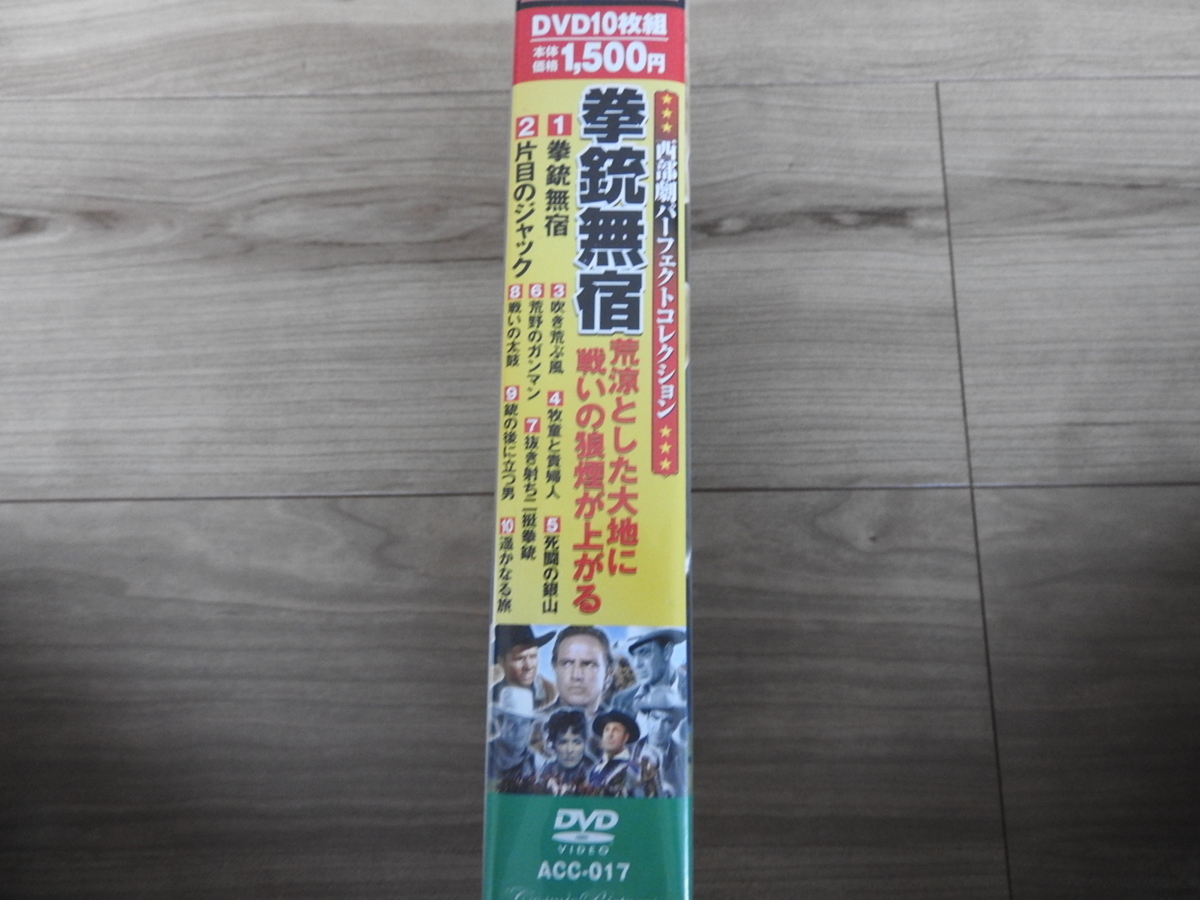 DVD10枚組
本体価格1,500円
★★★ 西部劇パーフェクトコレクション ★★★
拳銃無宿
荒涼とした大地に
戦いの狼煙が上がる
1 拳銃無宿
2 片目のジャック
3 吹き荒ぶ風
4 牧童と貴婦人
5 死闘の銀山
6 荒野のガンマン
7 抜き射ち二挺拳銃
8 戦いの太鼓
9 銃の後に立つ男
10 遥かなる旅
DVD
VIDEO
ACC-017